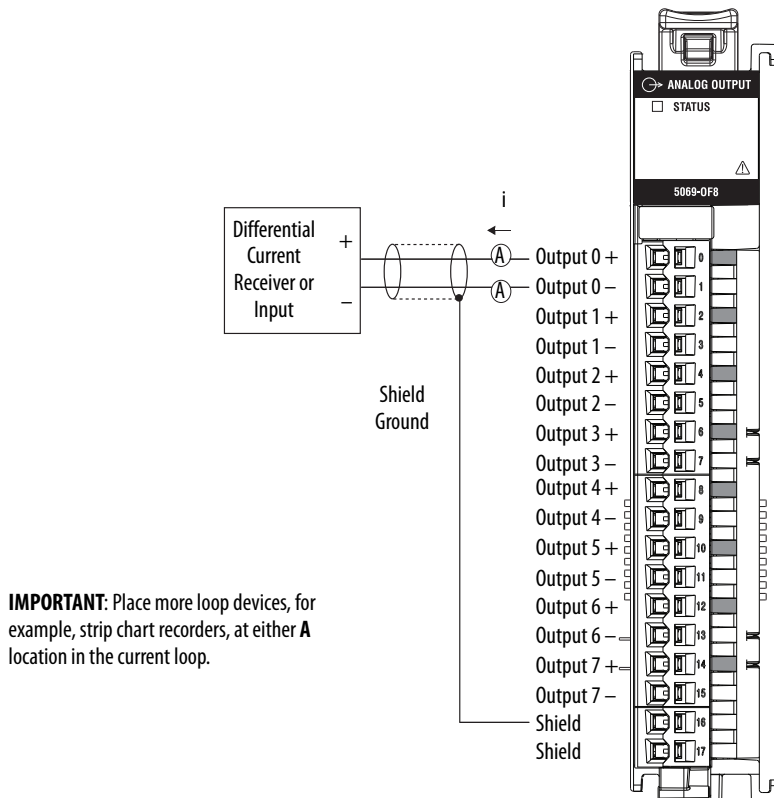 ANALOG OUTPUT
STATUS
5069-OF8
i
Differential
Current
Receiver or
Input
+
–
A
A
Output 0 +
Output 0 –
Output 1 +
Output 1 –
Output 2 +
Output 2 –
Output 3 +
Output 3 –
Output 4 +
Output 4 –
Output 5 +
Output 5 –
Output 6 +
Output 6 –
Output 7 +
Output 7 –
Shield
Shield
0
1
2
3
4
5
6
7
8
9
10
11
12
13
14
15
16
17
Shield
Ground
IMPORTANT: Place more loop devices, for
example, strip chart recorders, at either A
location in the current loop.